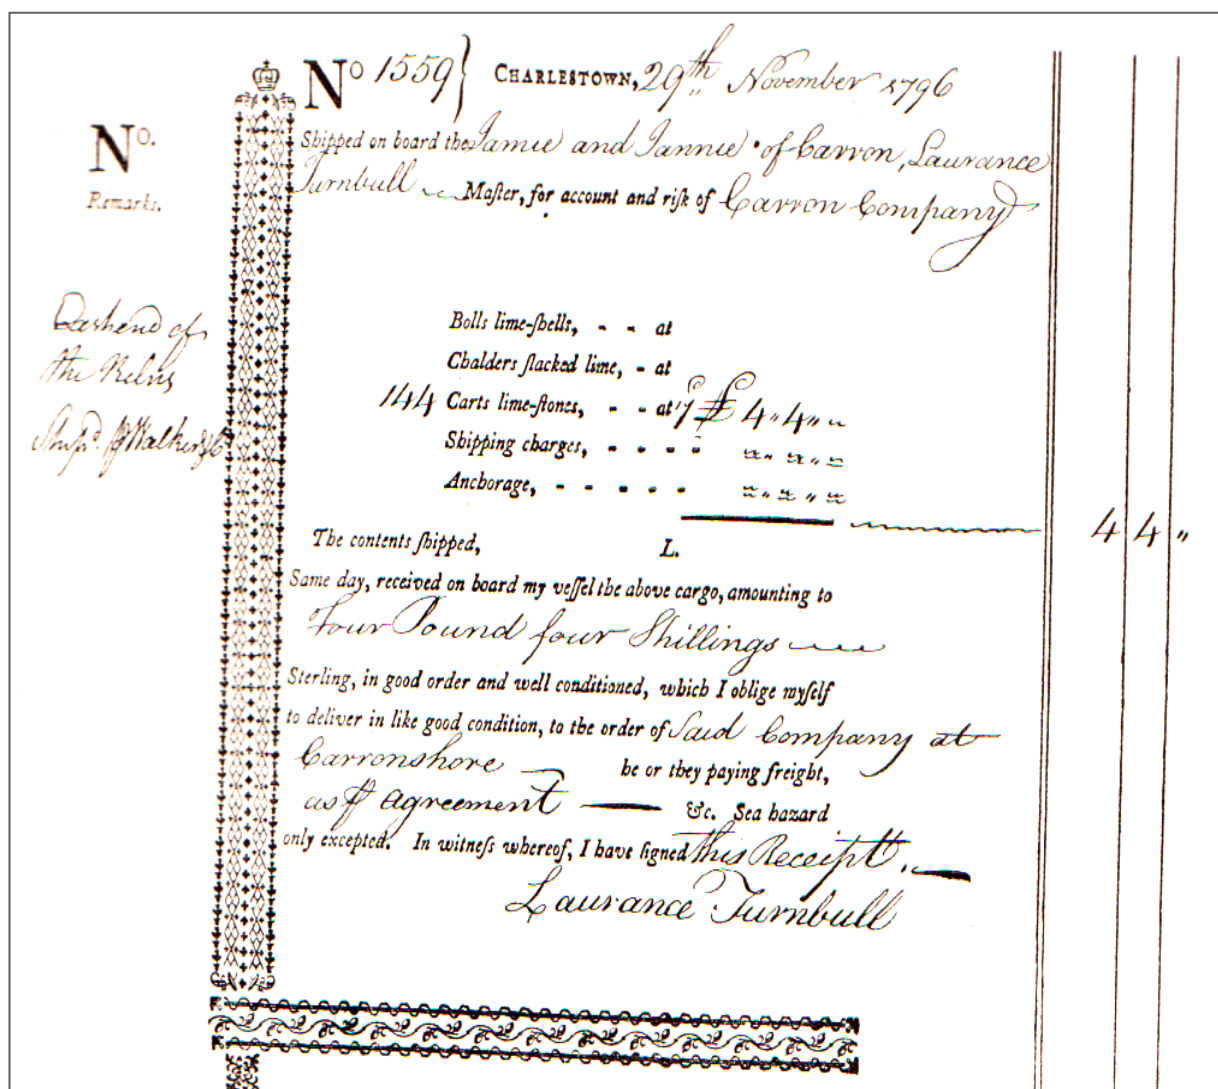 No 1559} CHARLESTOWN, 29th November 1796
No.
Remarks.
Shipped on board the Jamie and Jannie of Carron, Laurance
Turnbull Maſter, for account and riſk of Carron Company
Bolls lime-ſhells, - - at
Chalders ſlacked lime, - at
144 Carts lime-ſtones, - - at 7 £ 4 " 4 " "
Shipping charges, - - - -
Anchorage, - - - - -
4 4 "
of
the Kilns
The contents ſhipped, L.
Same day, received on board my veſſel the above cargo, amounting to
Four Pound four Shillings
Sterling, in good order and well conditioned, which I oblige myſelf
to deliver in like good condition, to the order of Said Company at
Carronshore he or they paying freight,
as ℔ agreement &c. Sea hazard
only excepted. In witneſs whereof, I have ſigned this Receipt.
Laurance Turnbull